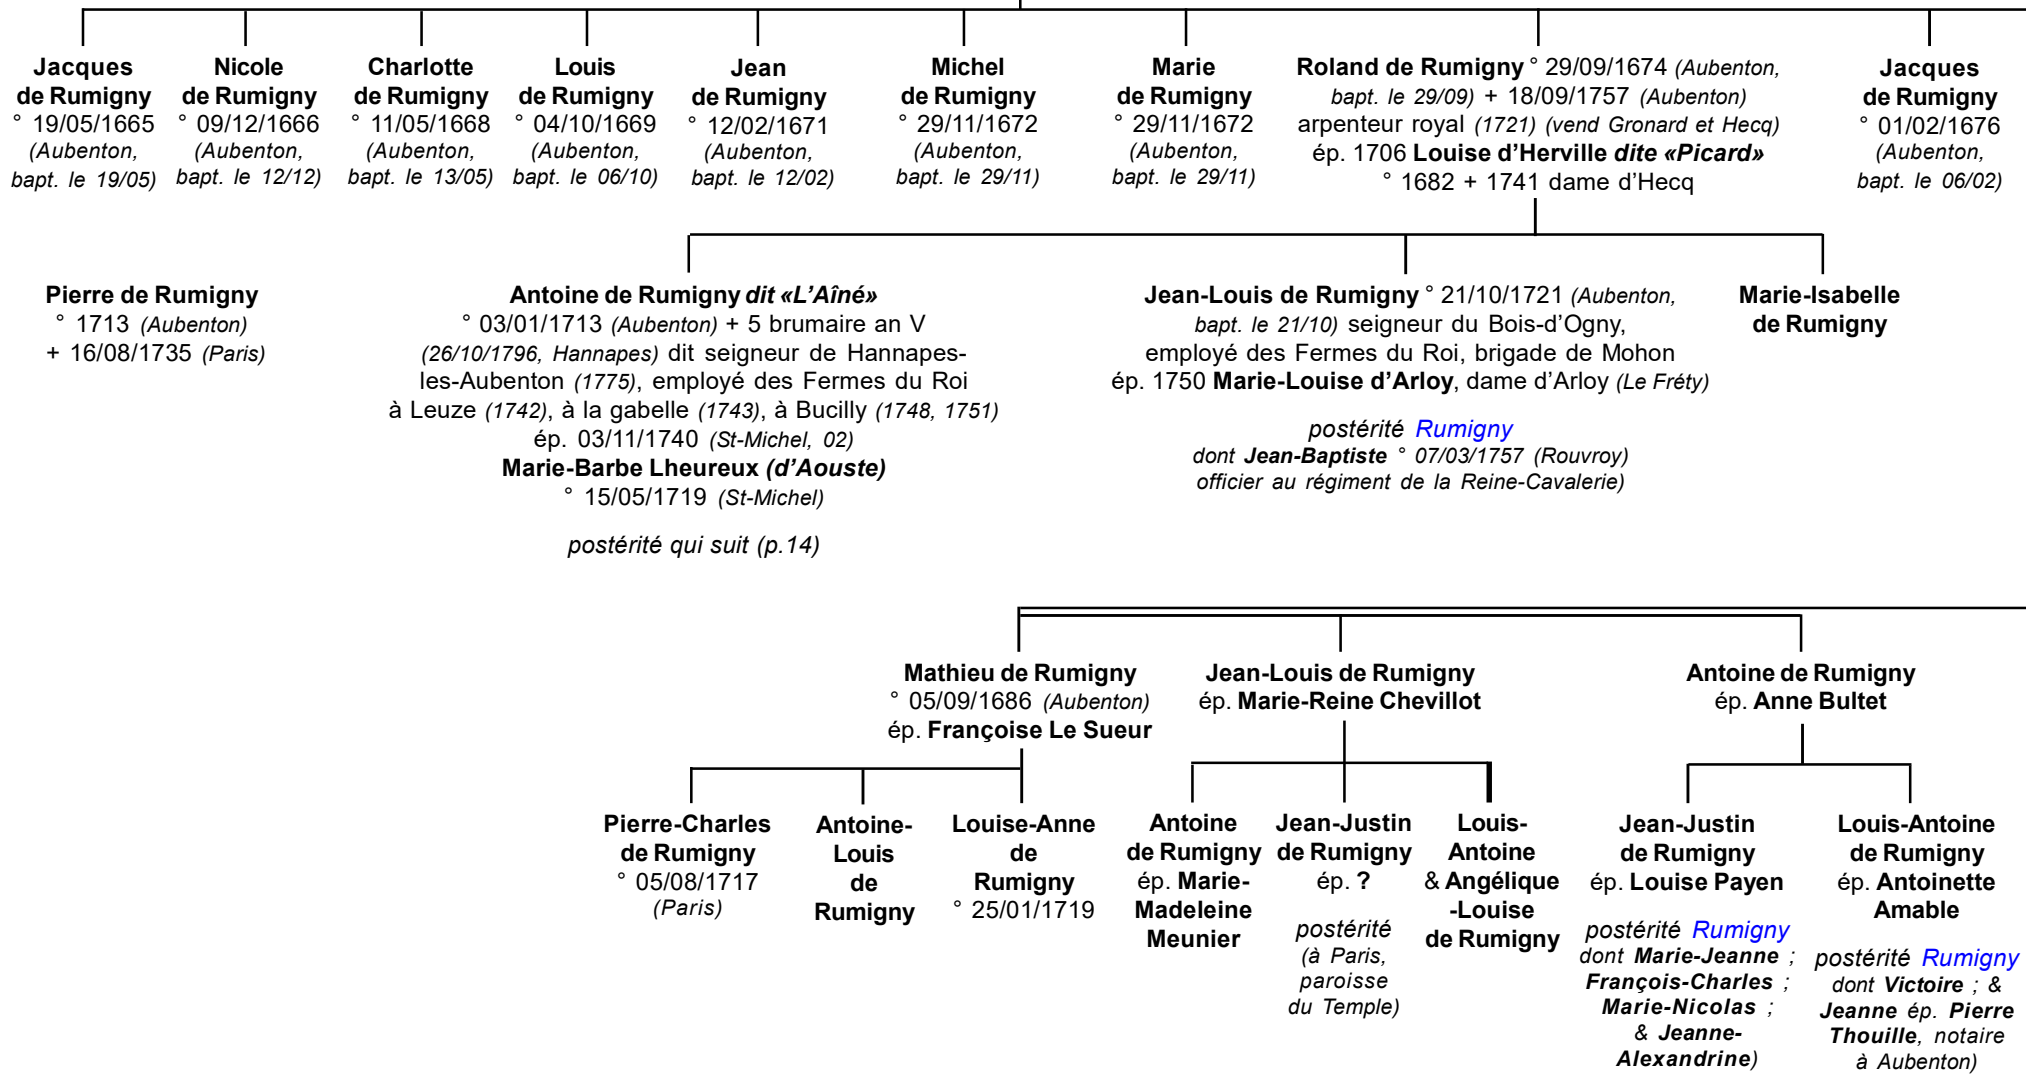 Jacques
de Rumigny
° 19/05/1665
(Aubenton,
bapt. le 19/05)
Nicole
de Rumigny
° 09/12/1666
(Aubenton,
bapt. le 12/12)
Charlotte
de Rumigny
° 11/05/1668
(Aubenton,
bapt. le 13/05)
Louis
de Rumigny
° 04/10/1669
(Aubenton,
bapt. le 06/10)
Jean
de Rumigny
° 12/02/1671
(Aubenton,
bapt. le 12/02)
Michel
de Rumigny
° 29/11/1672
(Aubenton,
bapt. le 29/11)
Marie
de Rumigny
° 29/11/1672
(Aubenton,
bapt. le 29/11)
Roland de Rumigny ° 29/09/1674 (Aubenton,
bapt. le 29/09) + 18/09/1757 (Aubenton)
arpenteur royal (1721) (vend Gronard et Hecq)
ép. 1706 Louise d'Herville dite «Picard»
° 1682 + 1741 dame d'Hecq
Jacques
de Rumigny
° 01/02/1676
(Aubenton,
bapt. le 06/02)
Pierre de Rumigny
° 1713 (Aubenton)
+ 16/08/1735 (Paris)
Antoine de Rumigny dit «L'Aîné»
° 03/01/1713 (Aubenton) + 5 brumaire an V
(26/10/1796, Hannapes) dit seigneur de Hannapes-
les-Aubenton (1775), employé des Fermes du Roi
à Leuze (1742), à la gabelle (1743), à Bucilly (1748, 1751)
ép. 03/11/1740 (St-Michel, 02)
Marie-Barbe Lheureux (d'Aouste)
° 15/05/1719 (St-Michel)
postérité qui suit (p.14)
Jean-Louis de Rumigny ° 21/10/1721 (Aubenton,
bapt. le 21/10) seigneur du Bois-d'Ogny,
employé des Fermes du Roi, brigade de Mohon
ép. 1750 Marie-Louise d'Arloy, dame d'Arloy (Le Fréty)
postérité Rumigny
dont Jean-Baptiste ° 07/03/1757 (Rouvroy)
officier au régiment de la Reine-Cavalerie)
Marie-Isabelle
de Rumigny
Mathieu de Rumigny
° 05/09/1686 (Aubenton)
ép. Françoise Le Sueur
Jean-Louis de Rumigny
ép. Marie-Reine Chevillot
Antoine de Rumigny
ép. Anne Bultet
Pierre-Charles
de Rumigny
° 05/08/1717
(Paris)
Antoine-
Louis
de
Rumigny
Louise-Anne
de
Rumigny
° 25/01/1719
Antoine
de Rumigny
ép. Marie-
Madeleine
Meunier
Jean-Justin
de Rumigny
ép. ?
postérité
(à Paris,
paroisse
du Temple)
Louis-
Antoine
& Angélique
-Louise
de Rumigny
Jean-Justin
de Rumigny
ép. Louise Payen
postérité Rumigny
dont Marie-Jeanne ;
François-Charles ;
Marie-Nicolas ;
& Jeanne-
Alexandrine)
Louis-Antoine
de Rumigny
ép. Antoinette
Amable
postérité Rumigny
dont Victoire ; &
Jeanne ép. Pierre
Thouille, notaire
à Aubenton)